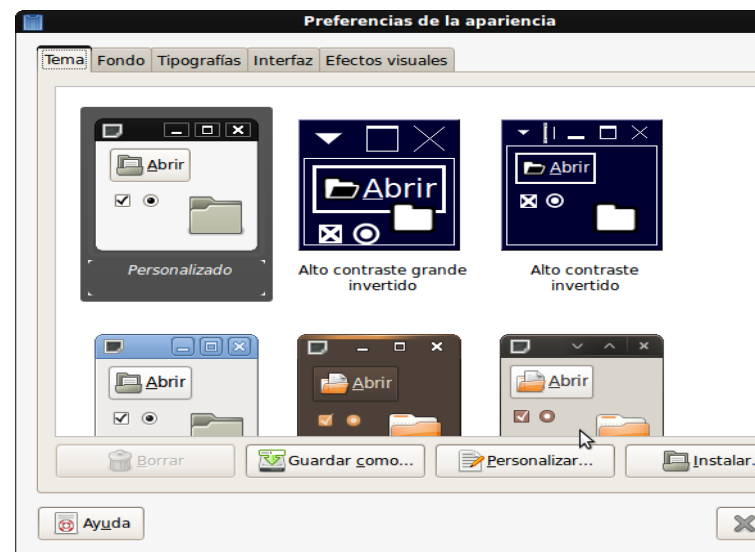 Preferencias de la apariencia
Tema Fondo Tipografías Interfaz Efectos visuales
Abrir Abrir Abrir
Personalizado Alto contraste grande invertido Alto contraste invertido
Abrir Abrir Abrir
Borrar Guardar como... Personalizar... Instalar.
Ayuda